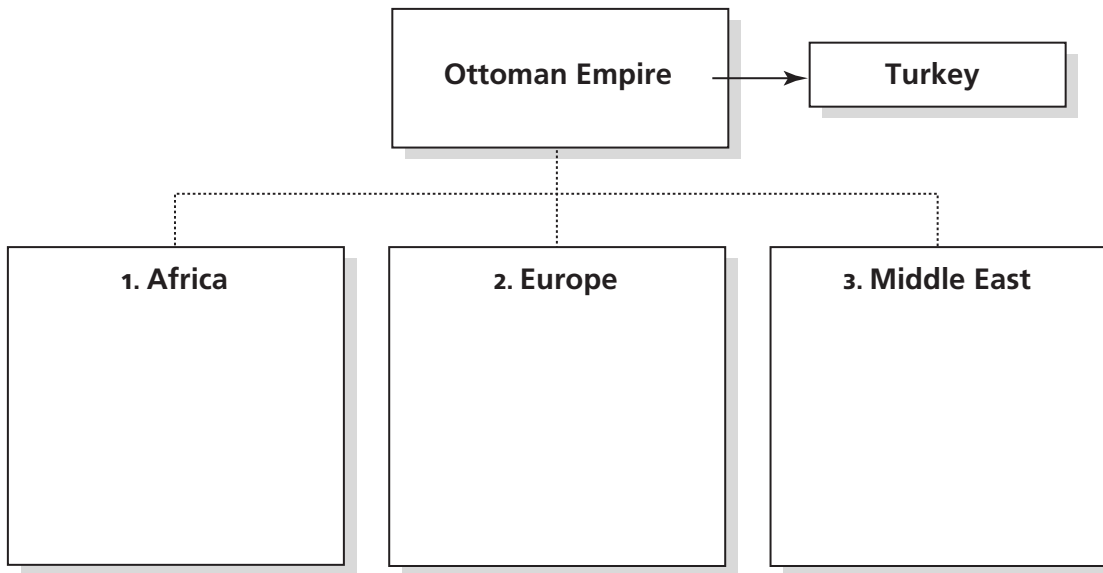 Ottoman Empire
Turkey
1. Africa
2. Europe
3. Middle East